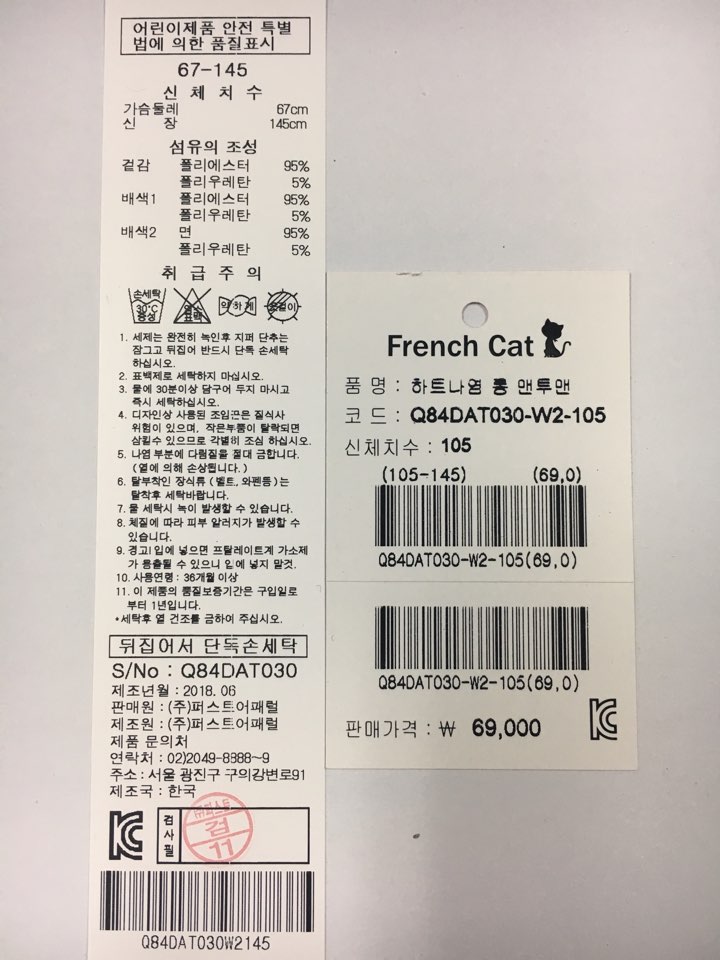 어린이제품 안전 특별
법에 의한 품질표시
67-145
신 체 치 수
가슴둘레 67cm
신 장 145cm
섬유의 조성
겉감 폴리에스터 95%
폴리우레탄 5%
배색1 폴리에스터 95%
폴리우레탄 5%
배색2 면 95%
폴리우레탄 5%
취 급 주 의
손세탁 30℃ 중성 염소 표백 약하게 옷걸이
1. 세제는 완전히 녹인후 지퍼 단추는
잠그고 뒤집어 반드시 단독 손세탁
하십시오.
2. 표백제로 세탁하지 마십시오.
3. 물에 30분이상 담구어 두지 마시고
즉시 세탁하십시오.
4. 디자인상 사용된 조임끈은 질식사
위험이 있으며, 작은부품이 탈락되면
삼킬수 있으므로 각별히 조심 하십시오.
5. 나염 부분에 다림질을 절대 금합니다.
(열에 의해 손상됩니다.)
6. 탈부착인 장식류 (벨트, 와펜등)는
탈착후 세탁바랍니다.
7. 물 세탁시 녹이 발생할 수 있습니다.
8. 체질에 따라 피부 알러지가 발생할 수
있습니다.
9. 경고! 입에 넣으면 프탈레이트계 가소제
가 용출될 수 있으니 입에 넣지 말것.
10. 사용연령 : 36개월 이상
11. 이 제품의 품질보증기간은 구입일로
부터 1년입니다.
*세탁후 열 건조를 금하여 주십시오.
뒤집어서 단독손세탁
S/No : Q84DAT030
제조년월 : 2018. 06
판매원 : (주)퍼스트어패럴
제조원 : (주)퍼스트어패럴
제품 문의처
연락처 : 02)2049-8888~9
주소 : 서울 광진구 구의강변로91
제조국 : 한국
검사필
(주)퍼스트
검
11
Q84DAT030W2145
French Cat
품 명 : 하트나염 롱 맨투맨
코 드 : Q84DAT030-W2-105
신체치수 : 105
(105-145) (69,0)
Q84DAT030-W2-105(69,0)
Q84DAT030-W2-105(69,0)
판매가격 : ₩ 69,000